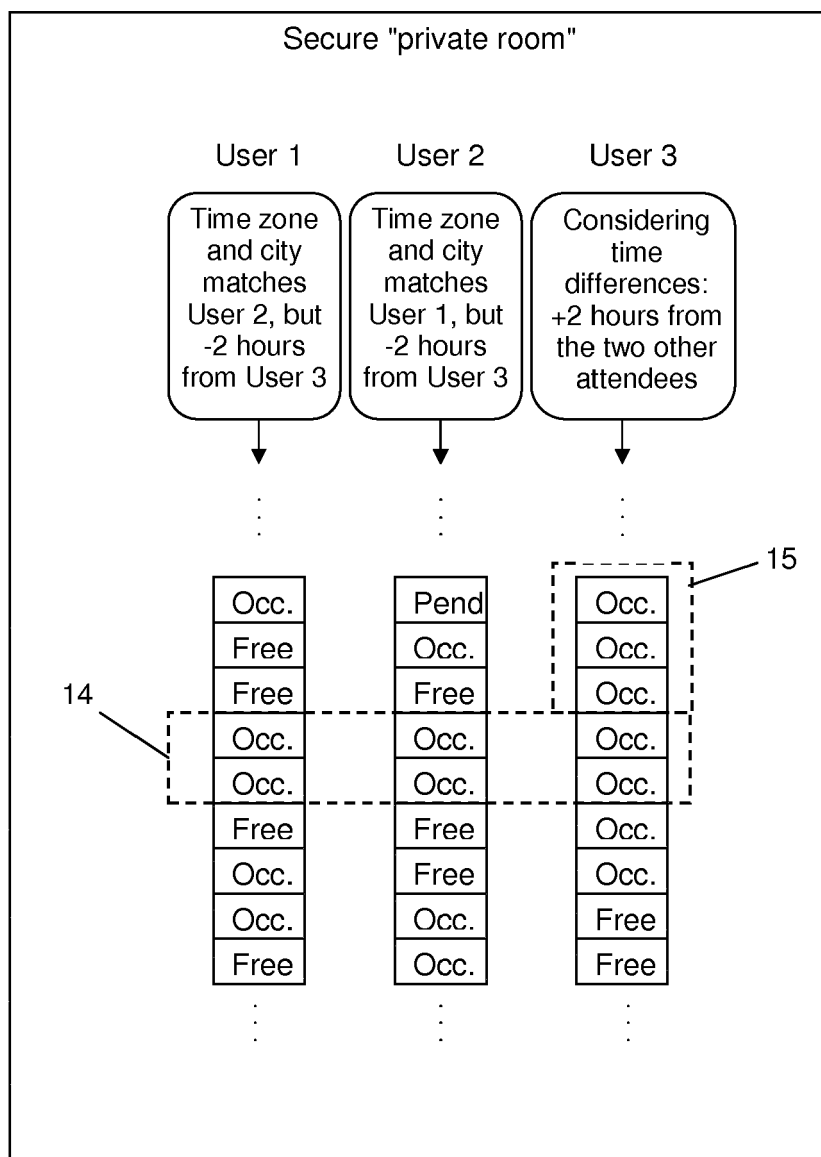 Secure "private room"
User 1
User 2
User 3
Time zone
and city
matches
User 2, but
-2 hours
from User 3
Time zone
and city
matches
User 1, but
-2 hours
from User 3
Considering
time
differences:
+2 hours from
the two other
attendees
15
14
Occ.
Free
Free
Occ.
Occ.
Free
Occ.
Occ.
Free
Pend
Occ.
Free
Occ.
Occ.
Free
Free
Occ.
Occ.
Occ.
Occ.
Occ.
Occ.
Occ.
Occ.
Occ.
Free
Free